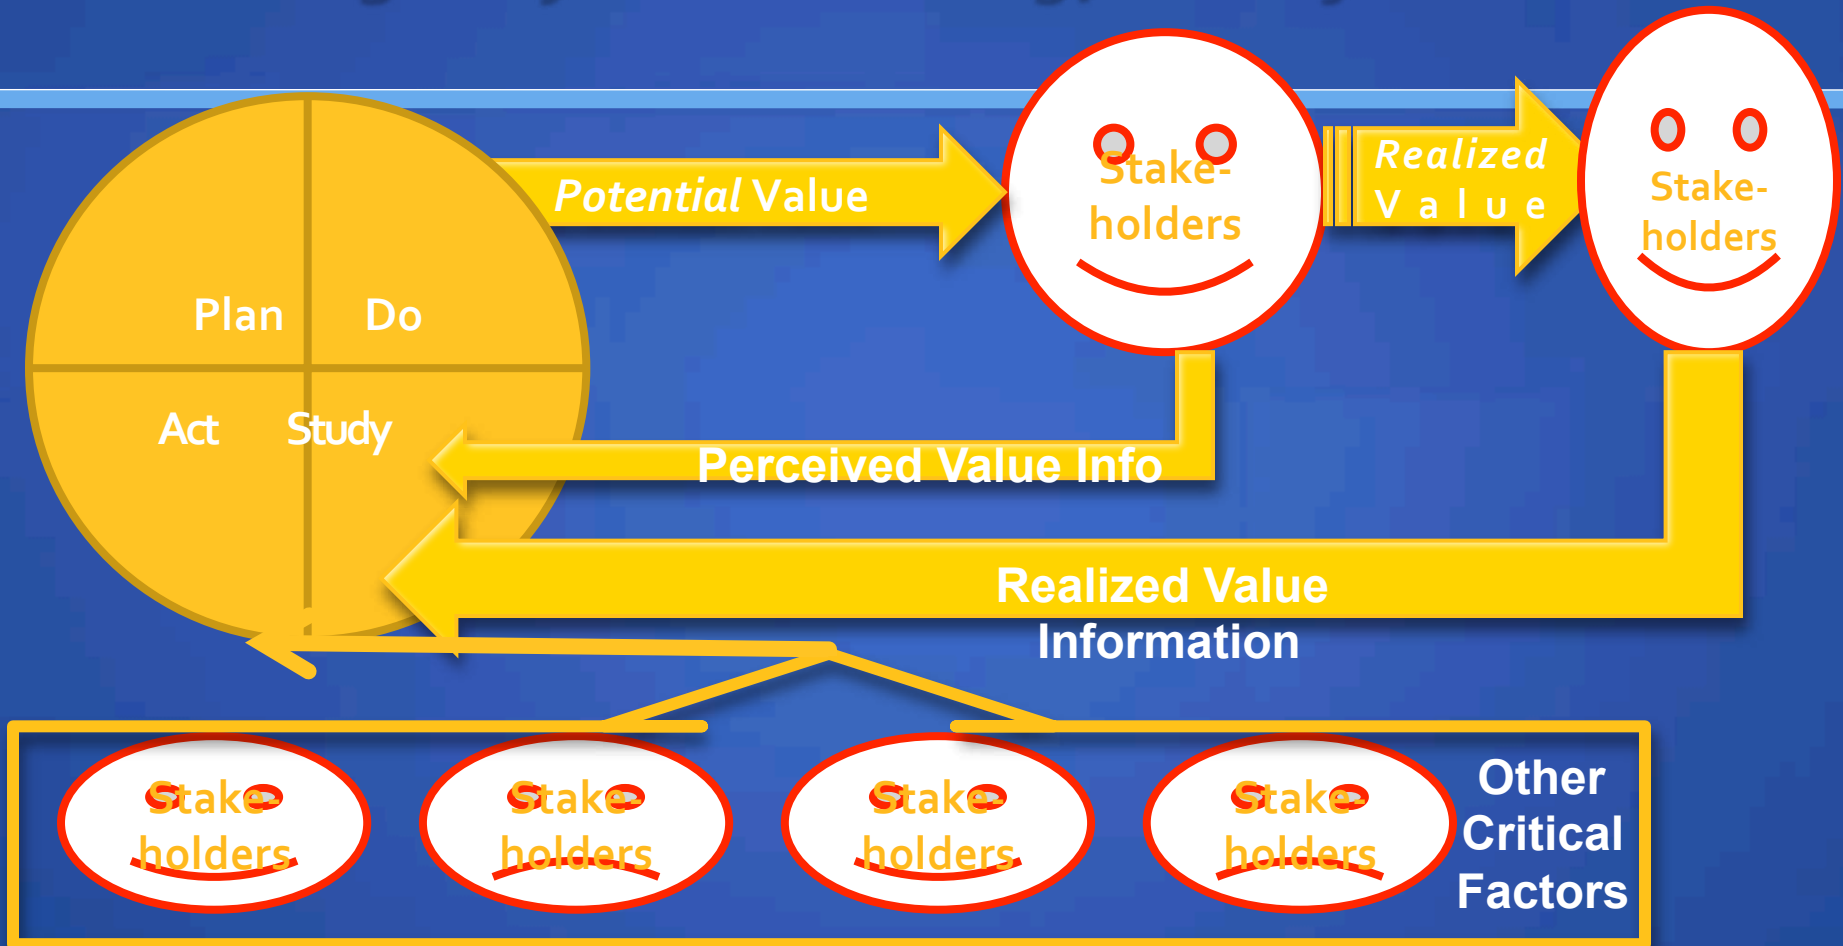 Plan Do
Act Study
Potential Value
Stake-
holders
Realized
Value
Stake-
holders
Perceived Value Info
Realized Value
Information
Stake-
holders
Stake-
holders
Stake-
holders
Stake-
holders
Other
Critical
Factors